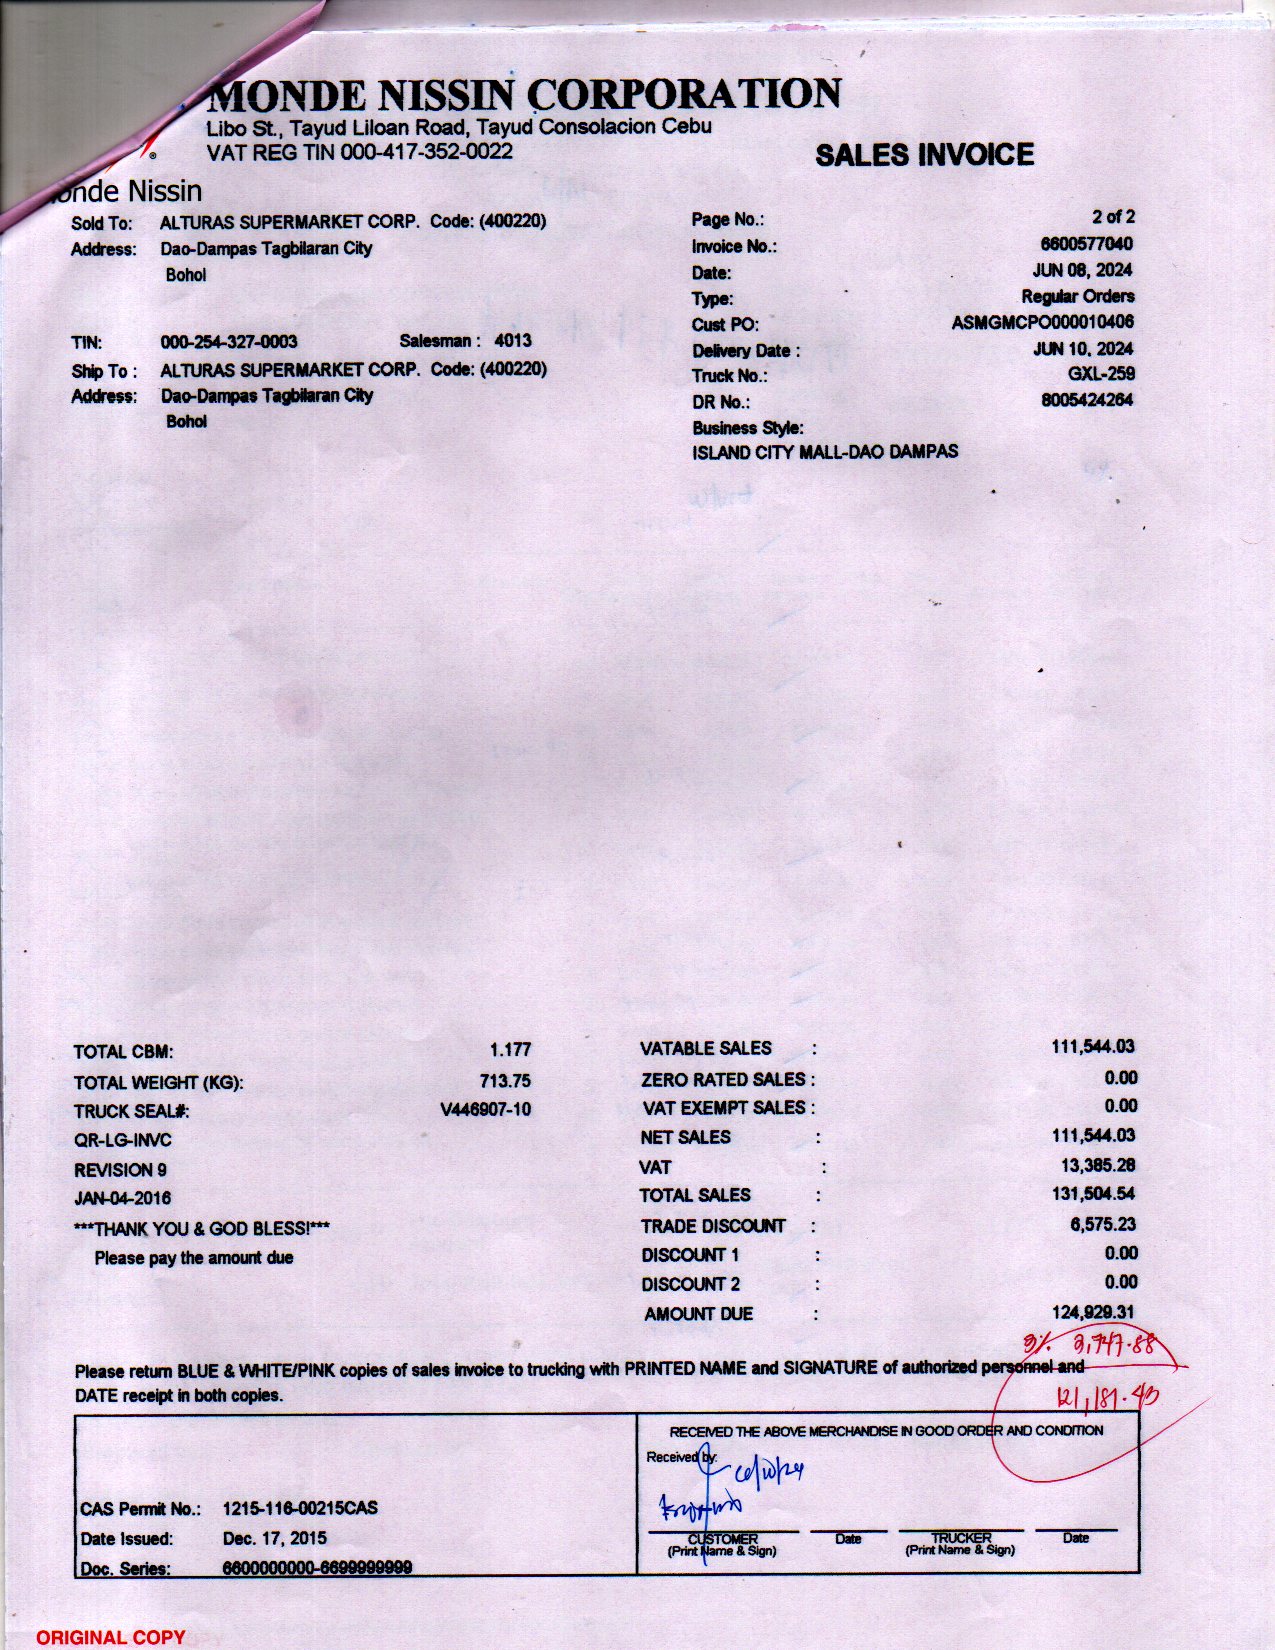 MONDE NISSIN CORPORATION
Libo St., Tayud Liloan Road, Tayud Consolacion Cebu
VAT REG TIN 000-417-352-0022
SALES INVOICE
onde Nissin
Sold To: ALTURAS SUPERMARKET CORP. Code: (400220)
Address: Dao-Dampas Tagbilaran City
Bohol
TIN: 000-254-327-0003 Salesman : 4013
Ship To : ALTURAS SUPERMARKET CORP. Code: (400220)
Address: Dao-Dampas Tagbilaran City
Bohol
Page No.: 2 of 2
Invoice No.: 6600577040
Date: JUN 08, 2024
Type: Regular Orders
Cust PO: ASMGMCPO000010406
Delivery Date : JUN 10, 2024
Truck No.: GXL-259
DR No.: 8005424264
Business Style:
ISLAND CITY MALL-DAO DAMPAS
TOTAL CBM: 1.177
TOTAL WEIGHT (KG): 713.75
TRUCK SEAL#: V446907-10
QR-LG-INVC
REVISION 9
JAN-04-2016
***THANK YOU & GOD BLESS!***
Please pay the amount due
VATABLE SALES : 111,544.03
ZERO RATED SALES : 0.00
VAT EXEMPT SALES : 0.00
NET SALES : 111,544.03
VAT : 13,385.28
TOTAL SALES : 131,504.54
TRADE DISCOUNT : 6,575.23
DISCOUNT 1 : 0.00
DISCOUNT 2 : 0.00
AMOUNT DUE : 124,929.31
3% 3,747.88
121,181.43
Please return BLUE & WHITE/PINK copies of sales invoice to trucking with PRINTED NAME and SIGNATURE of authorized personnel and
DATE receipt in both copies.
CAS Permit No.: 1215-116-00215CAS
Date Issued: Dec. 17, 2015
Doc. Series: 6600000000-6699999999
RECEIVED THE ABOVE MERCHANDISE IN GOOD ORDER AND CONDITION
Received by:
CUSTOMER Date TRUCKER Date
(Print Name & Sign) (Print Name & Sign)
ORIGINAL COPY